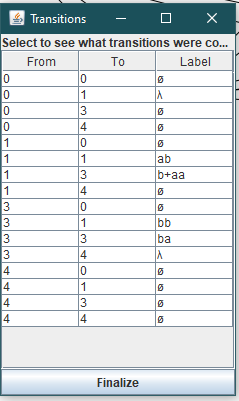 Transitions
Select to see what transitions were co...
From To Label
0 0 ø
0 1 λ
0 3 ø
0 4 ø
1 0 ø
1 1 ab
1 3 b+aa
1 4 ø
3 0 ø
3 1 bb
3 3 ba
3 4 λ
4 0 ø
4 1 ø
4 3 ø
4 4 ø
Finalize